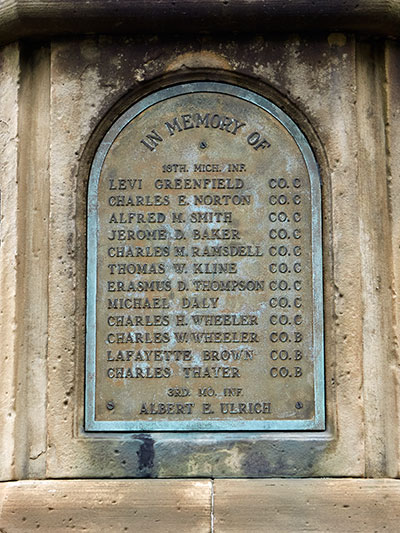 IN MEMORY OF
18TH. MICH. INF.
LEVI GREENFIELD CO. C
CHARLES E. NORTON CO. C
ALFRED M. SMITH CO. C
JEROME D. BAKER CO. C
CHARLES M. RAMSDELL CO. C
THOMAS W. KLINE CO. C
ERASMUS D. THOMPSON CO. C
MICHAEL DALY CO. C
CHARLES H. WHEELER CO. C
CHARLES W. WHEELER CO. B
LAFAYETTE BROWN CO. B
CHARLES THAYER CO. B
3RD. MO. INF.
ALBERT E. ULRICH